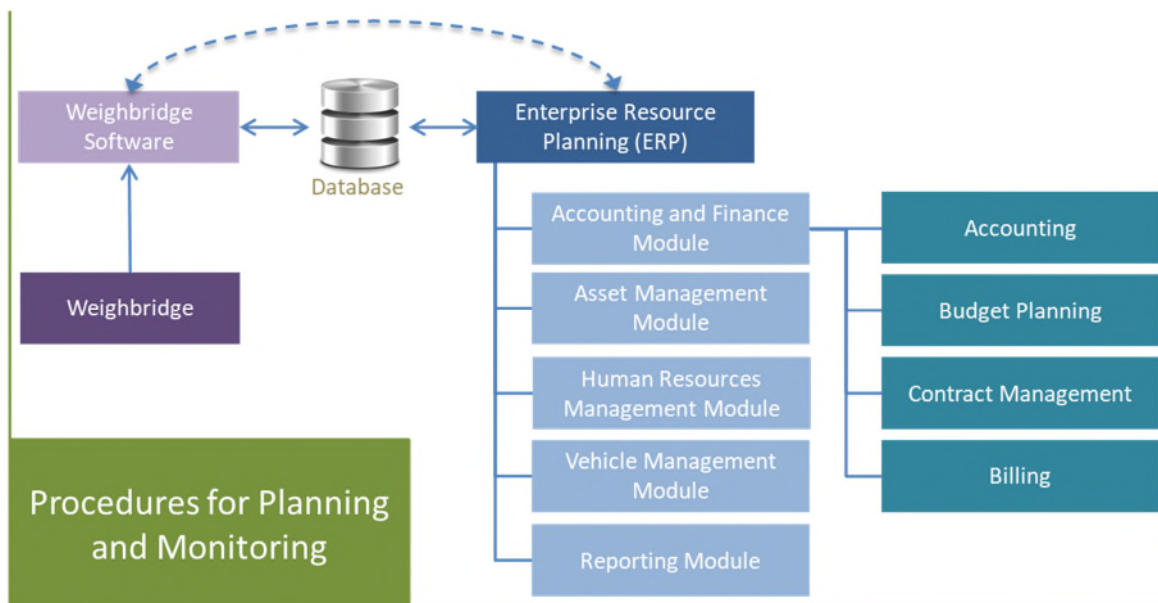 Weighbridge
Software
Database
Enterprise Resource
Planning (ERP)
Weighbridge
Accounting and Finance
Module
Asset Management
Module
Human Resources
Management Module
Vehicle Management
Module
Reporting Module
Accounting
Budget Planning
Contract Management
Billing
Procedures for Planning
and Monitoring